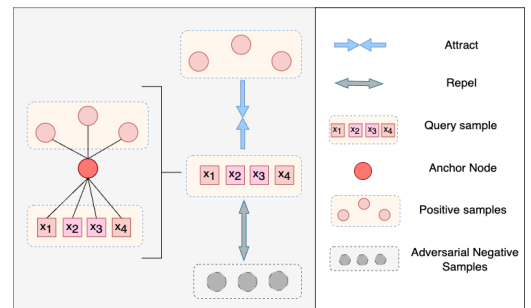 x1 x2 x3 x4
x1 x2 x3 x4
Attract
Repel
x1 x2 x3 x4
Query sample
Anchor Node
Positive samples
Adversarial Negative
Samples